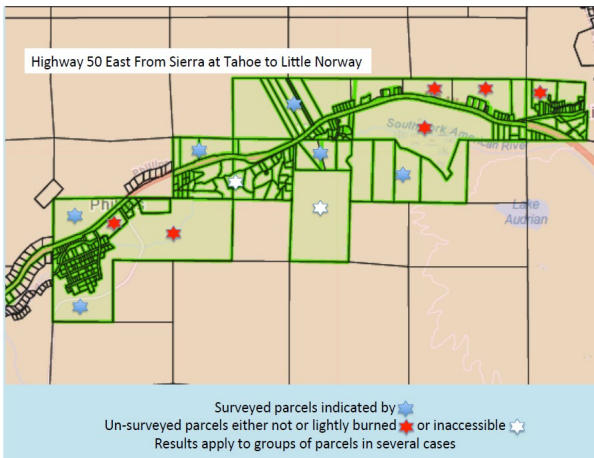 Highway 50 East From Sierra at Tahoe to Little Norway
South Fork American River
Lake
Audrian
Surveyed parcels indicated by
Un-surveyed parcels either not or lightly burned or inaccessible
Results apply to groups of parcels in several cases